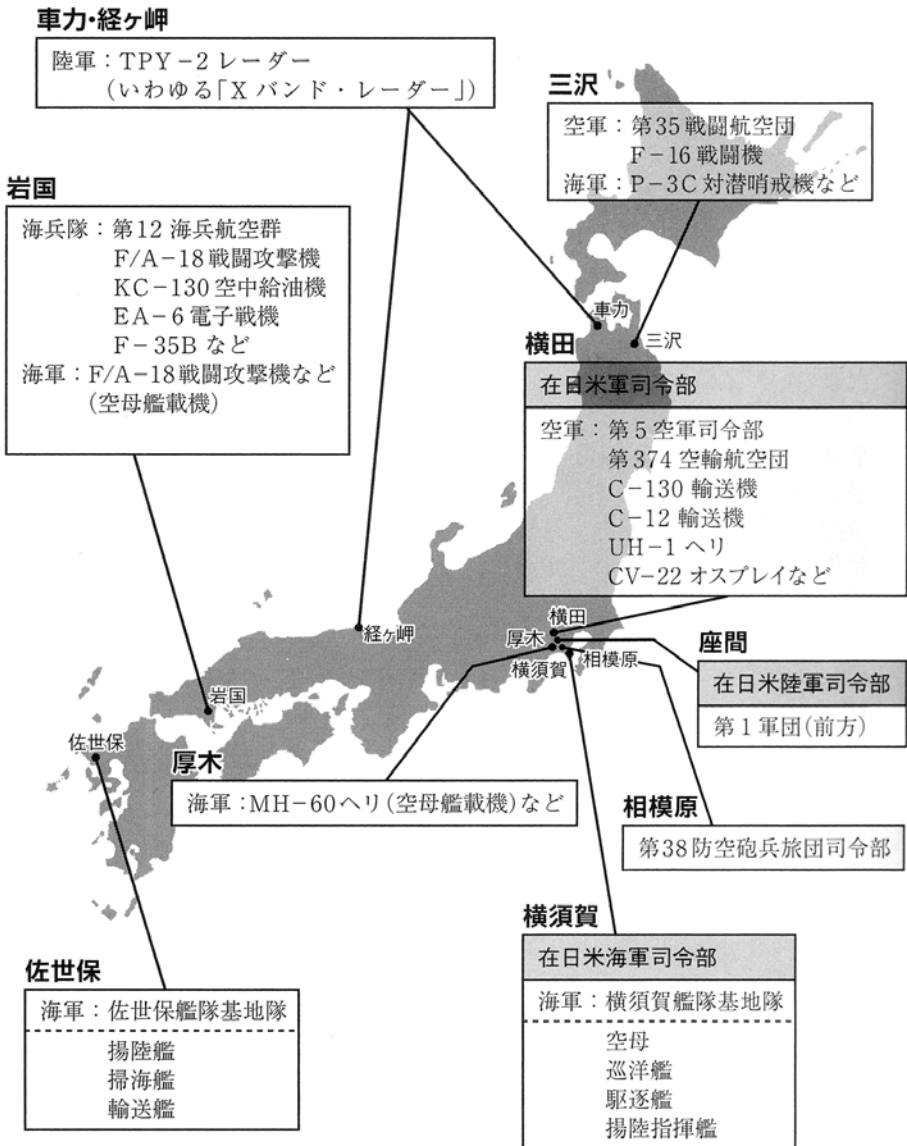 車力・経ヶ岬
陸軍：TPY−2 レーダー
（いわゆる「X バンド・レーダー」）
三沢
空軍：第35戦闘航空団
F−16 戦闘機
海軍：P−3C 対潜哨戒機など
岩国
海兵隊：第12 海兵航空群
F/A−18 戦闘攻撃機
KC−130 空中給油機
EA−6 電子戦機
F−35B など
海軍：F/A−18 戦闘攻撃機など
（空母艦載機）
車力
三沢
横田
在日米軍司令部
空軍：第5 空軍司令部
第374 空輸航空団
C−130 輸送機
C−12 輸送機
UH−1 ヘリ
CV−22 オスプレイなど
経ヶ岬
横田
厚木
横須賀
相模原
岩国
佐世保
座間
在日米陸軍司令部
第1軍団（前方）
厚木
海軍：MH−60ヘリ（空母艦載機）など
相模原
第38防空砲兵旅団司令部
佐世保
海軍：佐世保艦隊基地隊
揚陸艦
掃海艦
輸送艦
横須賀
在日米海軍司令部
海軍：横須賀艦隊基地隊
空母
巡洋艦
駆逐艦
揚陸指揮艦